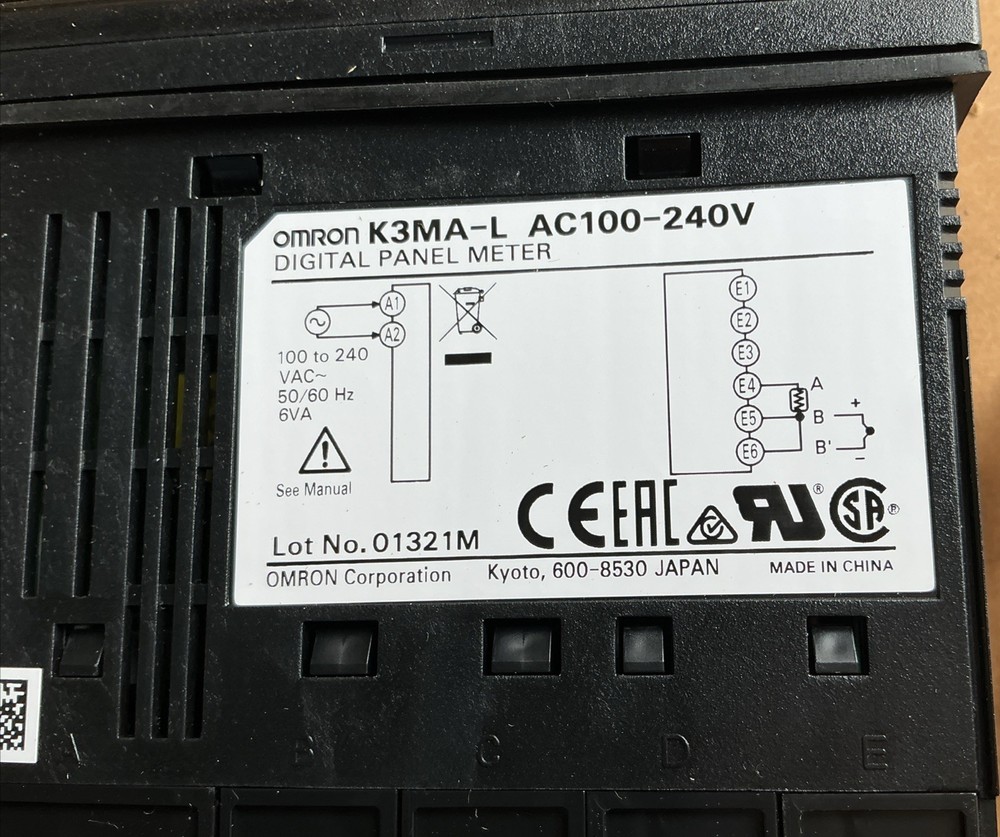 OMRON K3MA-L AC100-240V
DIGITAL PANEL METER
A1
A2
100 to 240
VAC~
50/60 Hz
6VA
See Manual
E1
E2
E3
E4
E5
E6
A
B
B'
+
-
CE EAC RU® SA®
Lot No. 01321M
OMRON Corporation Kyoto, 600-8530 JAPAN MADE IN CHINA
B C D E